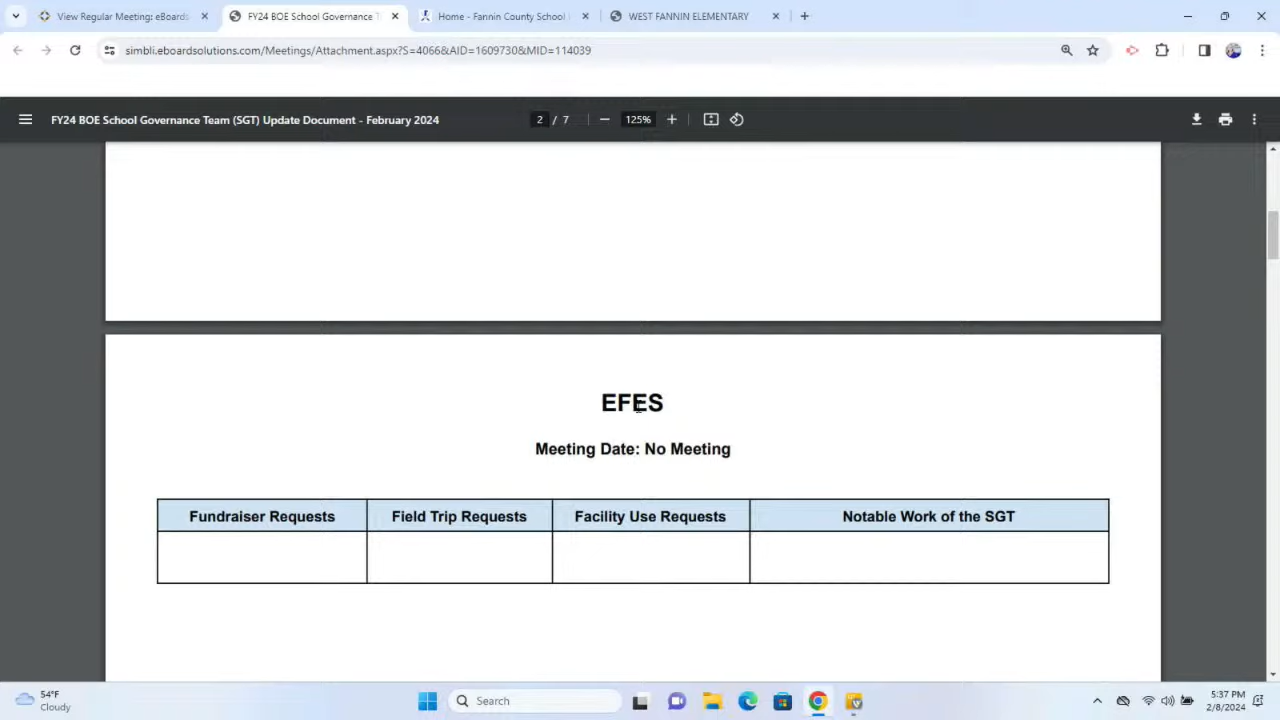 View Regular Meeting: eBoards
FY24 BOE School Governance T
Home - Fannin County School
WEST FANNIN ELEMENTARY
simbli.eboardsolutions.com/Meetings/Attachment.aspx?S=4066&AID=1609730&MID=114039
FY24 BOE School Governance Team (SGT) Update Document - February 2024
2 / 7
125%
EFES
Meeting Date: No Meeting
Fundraiser Requests
Field Trip Requests
Facility Use Requests
Notable Work of the SGT
54°F
Cloudy
Search
5:37 PM
2/8/2024